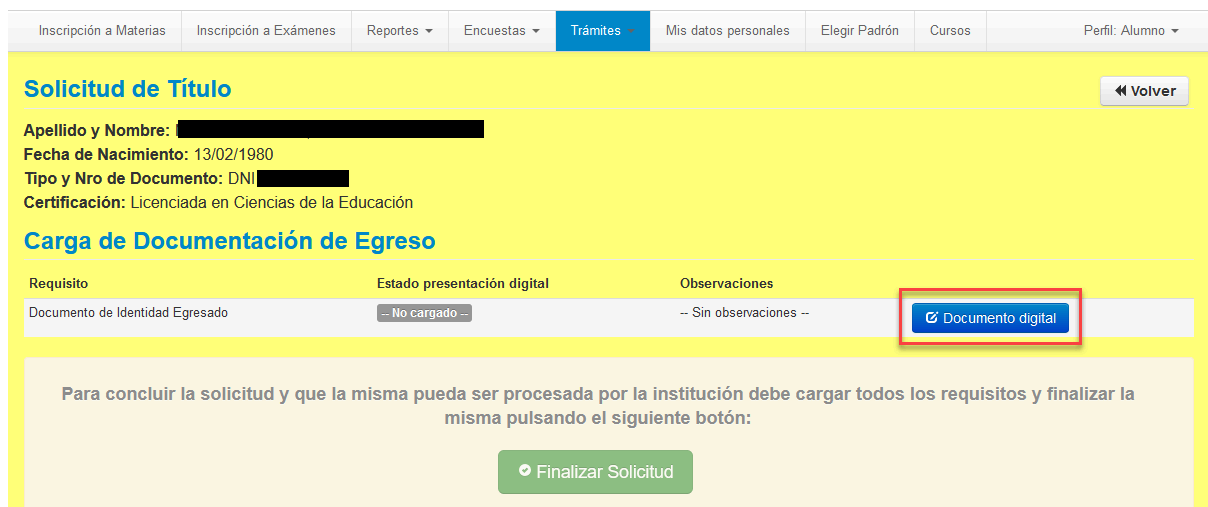 Inscripción a Materias Inscripción a Exámenes Reportes Encuestas Trámites Mis datos personales Elegir Padrón Cursos Perfil: Alumno
Solicitud de Título
Volver
Apellido y Nombre:
Fecha de Nacimiento: 13/02/1980
Tipo y Nro de Documento: DNI
Certificación: Licenciada en Ciencias de la Educación
Carga de Documentación de Egreso
Requisito Estado presentación digital Observaciones
Documento de Identidad Egresado -- No cargado -- -- Sin observaciones -- Documento digital
Para concluir la solicitud y que la misma pueda ser procesada por la institución debe cargar todos los requisitos y finalizar la
misma pulsando el siguiente botón:
Finalizar Solicitud